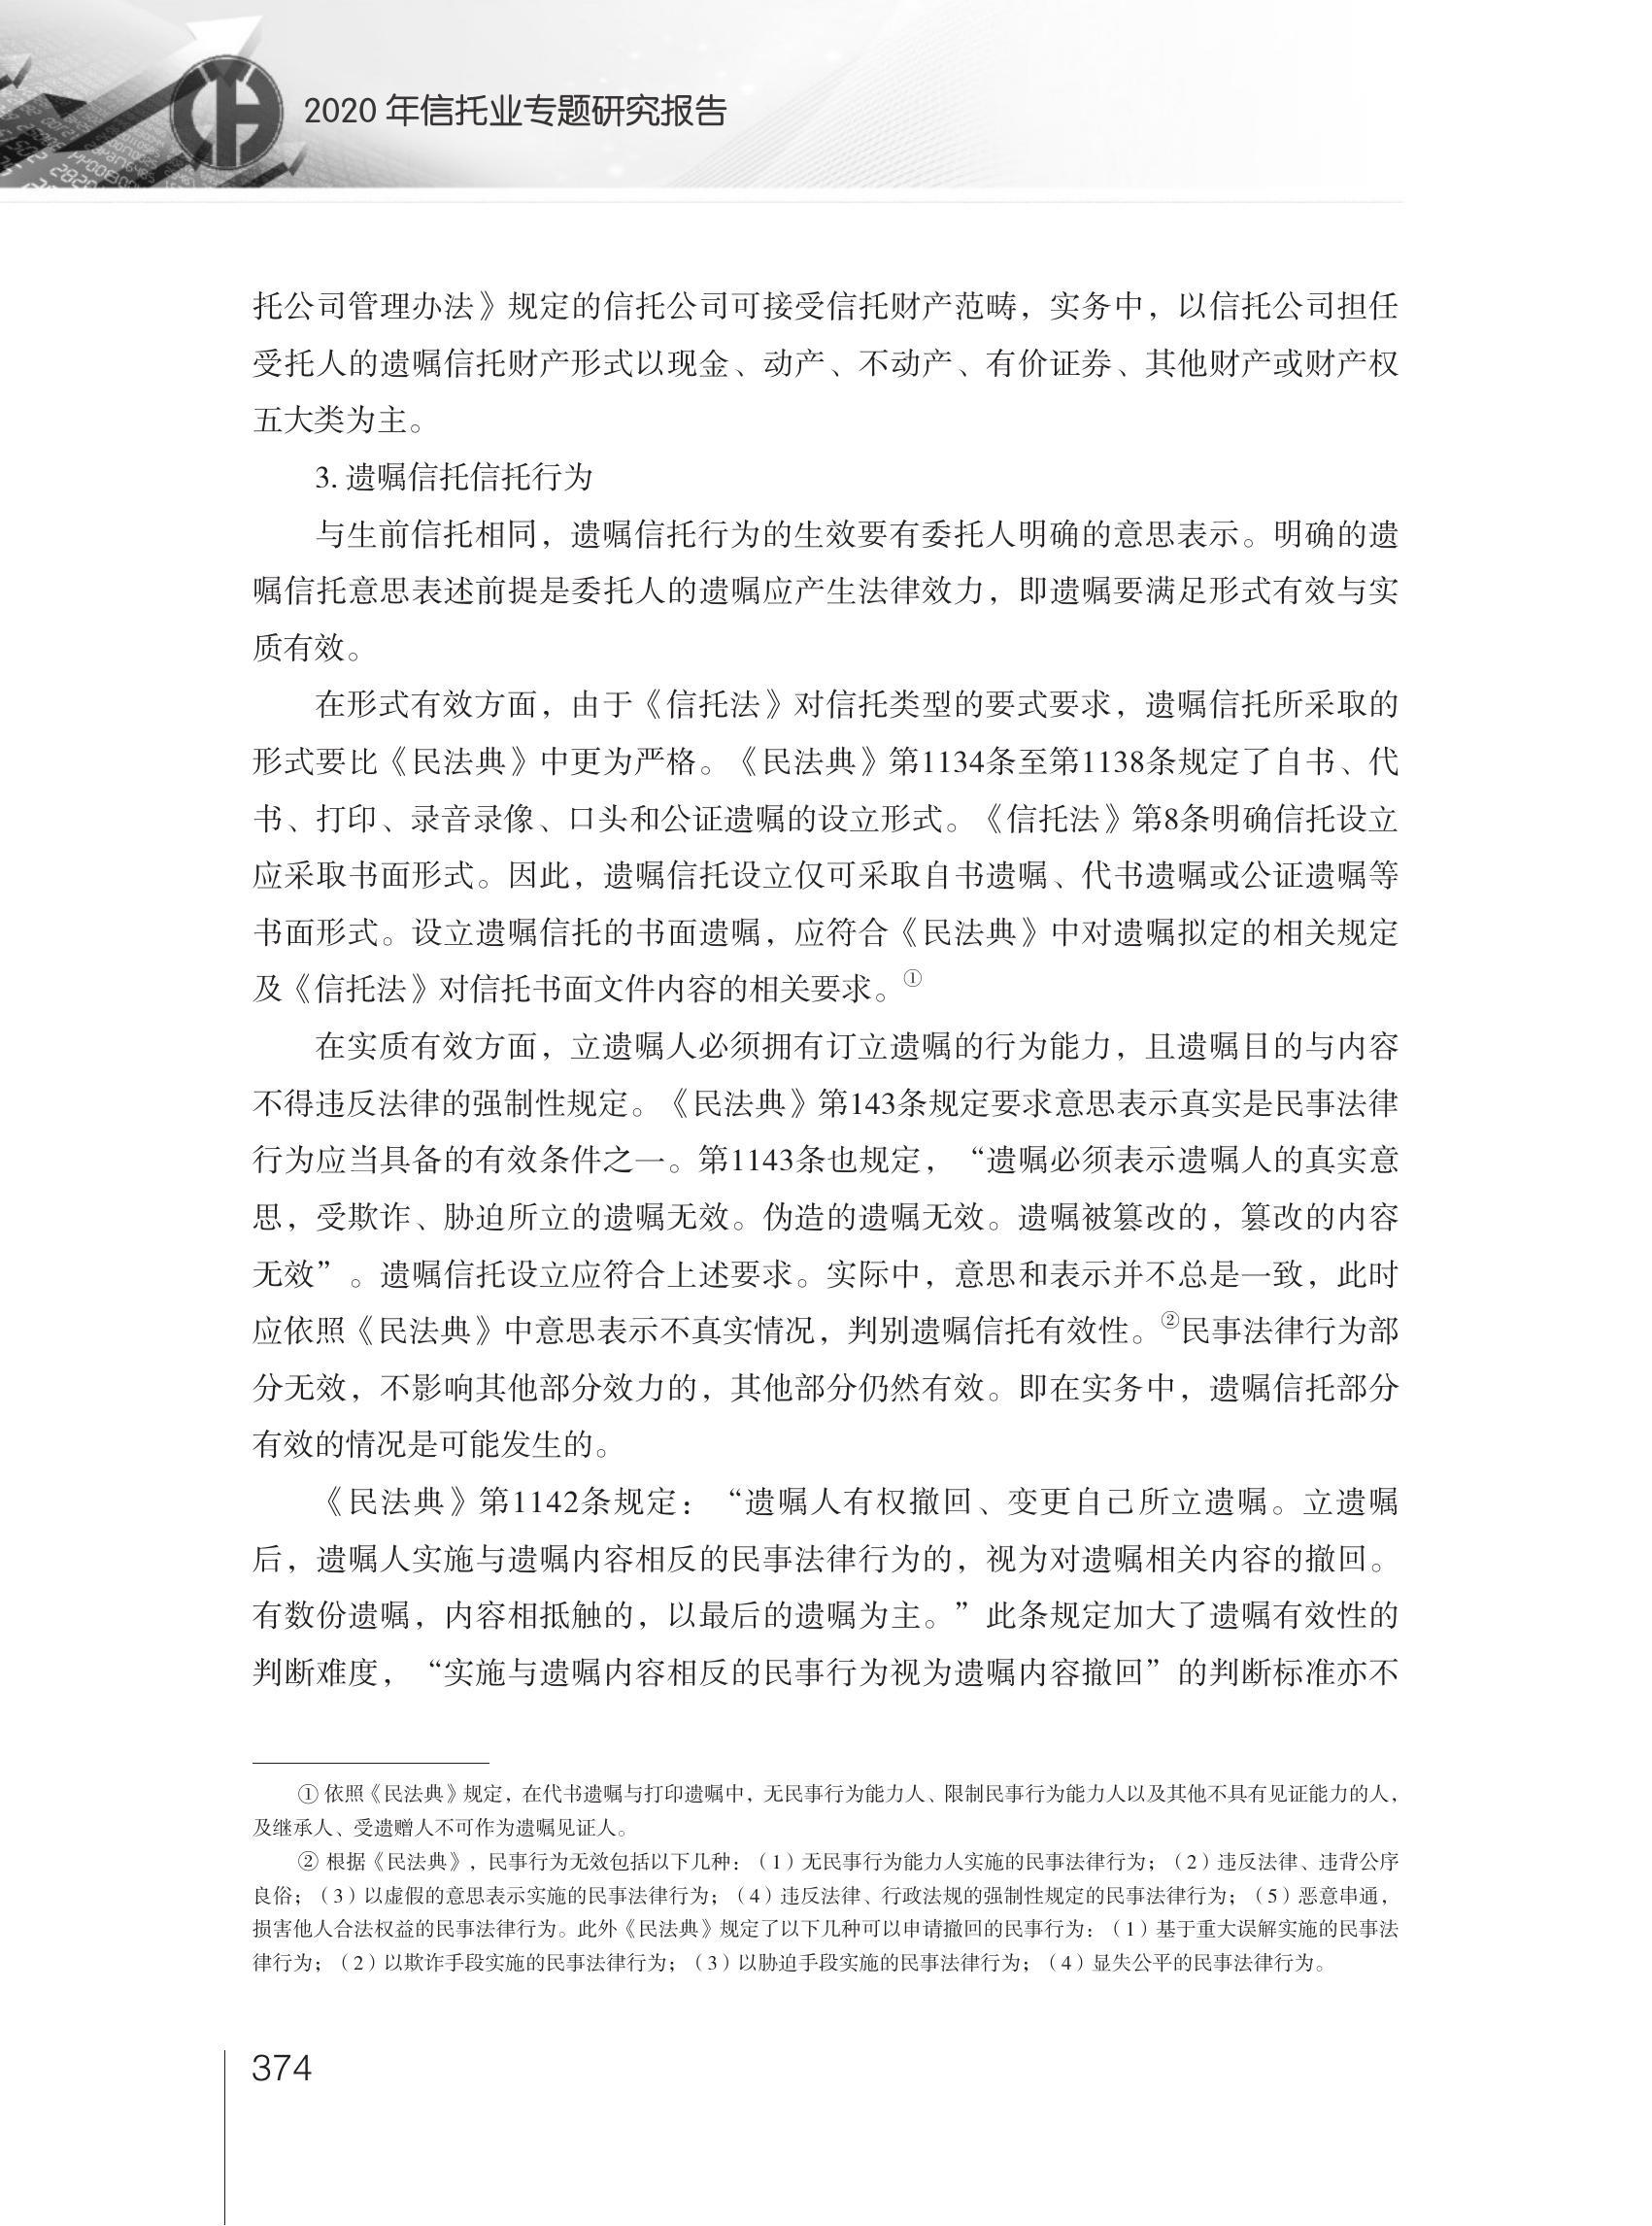 2020 年信托业专题研究报告
托公司管理办法》规定的信托公司可接受信托财产范畴，实务中，以信托公司担任
受托人的遗嘱信托财产形式以现金、动产、不动产、有价证券、其他财产或财产权
五大类为主。
3. 遗嘱信托信托行为
与生前信托相同，遗嘱信托行为的生效要有委托人明确的意思表示。明确的遗
嘱信托意思表述前提是委托人的遗嘱应产生法律效力，即遗嘱要满足形式有效与实
质有效。
在形式有效方面，由于《信托法》对信托类型的要式要求，遗嘱信托所采取的
形式要比《民法典》中更为严格。《民法典》第1134条至第1138条规定了自书、代
书、打印、录音录像、口头和公证遗嘱的设立形式。《信托法》第8条明确信托设立
应采取书面形式。因此，遗嘱信托设立仅可采取自书遗嘱、代书遗嘱或公证遗嘱等
书面形式。设立遗嘱信托的书面遗嘱，应符合《民法典》中对遗嘱拟定的相关规定
及《信托法》对信托书面文件内容的相关要求。①
在实质有效方面，立遗嘱人必须拥有订立遗嘱的行为能力，且遗嘱目的与内容
不得违反法律的强制性规定。《民法典》第143条规定要求意思表示真实是民事法律
行为应当具备的有效条件之一。第1143条也规定，“遗嘱必须表示遗嘱人的真实意
思，受欺诈、胁迫所立的遗嘱无效。伪造的遗嘱无效。遗嘱被篡改的，篡改的内容
无效”。遗嘱信托设立应符合上述要求。实际中，意思和表示并不总是一致，此时
应依照《民法典》中意思表示不真实情况，判别遗嘱信托有效性。②民事法律行为部
分无效，不影响其他部分效力的，其他部分仍然有效。即在实务中，遗嘱信托部分
有效的情况是可能发生的。
《民法典》第1142条规定：“遗嘱人有权撤回、变更自己所立遗嘱。立遗嘱
后，遗嘱人实施与遗嘱内容相反的民事法律行为的，视为对遗嘱相关内容的撤回。
有数份遗嘱，内容相抵触的，以最后的遗嘱为主。”此条规定加大了遗嘱有效性的
判断难度，“实施与遗嘱内容相反的民事行为视为遗嘱内容撤回”的判断标准亦不
① 依照《民法典》规定，在代书遗嘱与打印遗嘱中，无民事行为能力人、限制民事行为能力人以及其他不具有见证能力的人，
及继承人、受遗赠人不可作为遗嘱见证人。
② 根据《民法典》，民事行为无效包括以下几种：（1）无民事行为能力人实施的民事法律行为；（2）违反法律、违背公序
良俗；（3）以虚假的意思表示实施的民事法律行为；（4）违反法律、行政法规的强制性规定的民事法律行为；（5）恶意串通，
损害他人合法权益的民事法律行为。此外《民法典》规定了以下几种可以申请撤回的民事行为：（1）基于重大误解实施的民事法
律行为；（2）以欺诈手段实施的民事法律行为；（3）以胁迫手段实施的民事法律行为；（4）显失公平的民事法律行为。
374